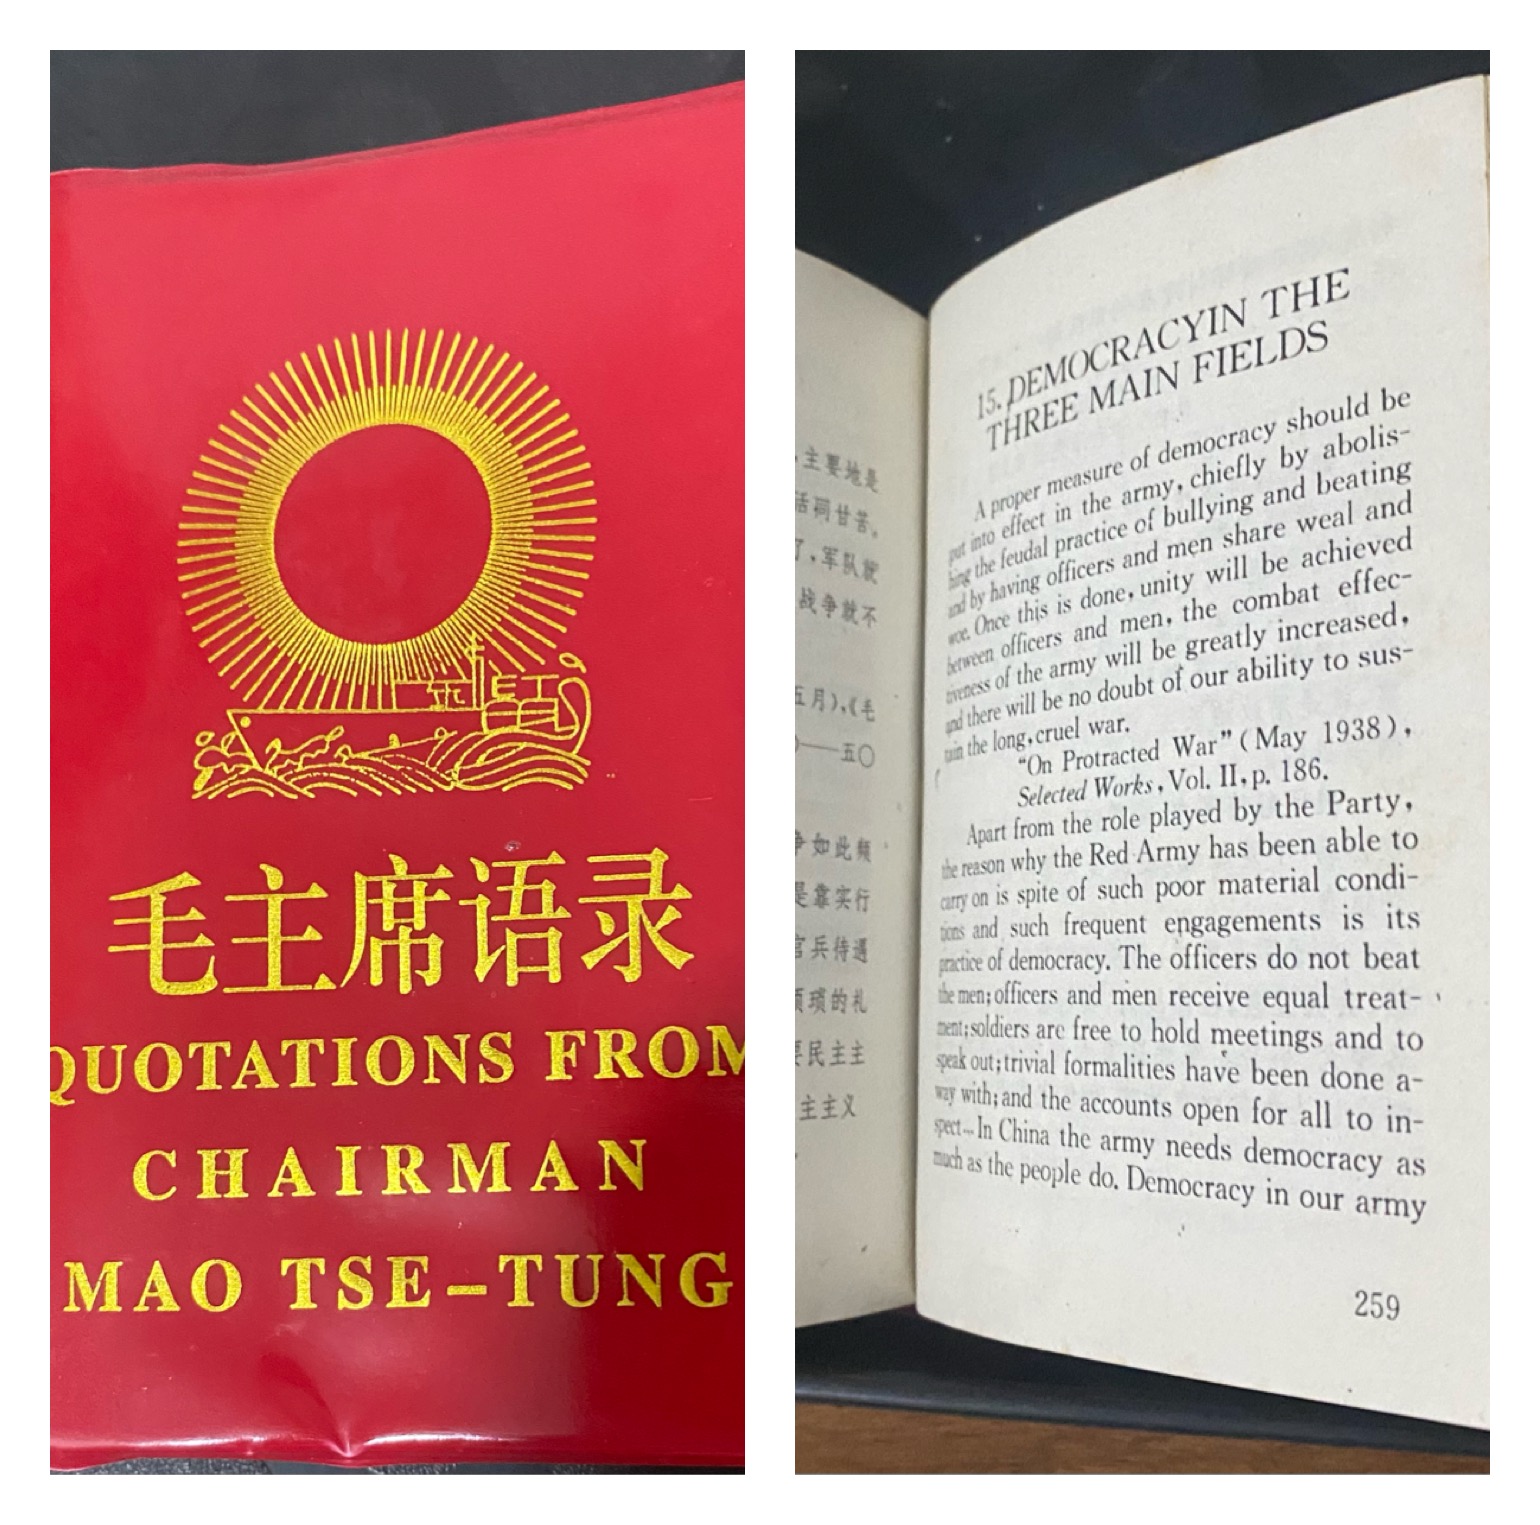 毛主席语录
QUOTATIONS FROM
CHAIRMAN
MAO TSE-TUNG
主要地是
活祠甘苦。
了,军队就
战争就不
五月),《毛
——五〇
争如此频
是靠实行
官兵待遇
烦琐的礼
要民主主
主主义
15. DEMOCRACYIN THE
THREE MAIN FIELDS
A proper measure of democracy should be
put into effect in the army, chiefly by abolis-
hing the feudal practice of bullying and beating
and by having officers and men share weal and
woe. Once this is done, unity will be achieved
between officers and men, the combat effec-
tiveness of the army will be greatly increased,
and there will be no doubt of our ability to sus-
tain the long, cruel war.
"On Protracted War" (May 1938),
Selected Works, Vol. II, p. 186.
Apart from the role played by the Party,
the reason why the Red Army has been able to
carry on is spite of such poor material condi-
tions and such frequent engagements is its
practice of democracy. The officers do not beat
the men; officers and men receive equal treat-
ment; soldiers are free to hold meetings and to
speak out; trivial formalities have been done a-
way with; and the accounts open for all to in-
spect... In China the army needs democracy as
much as the people do. Democracy in our army
259